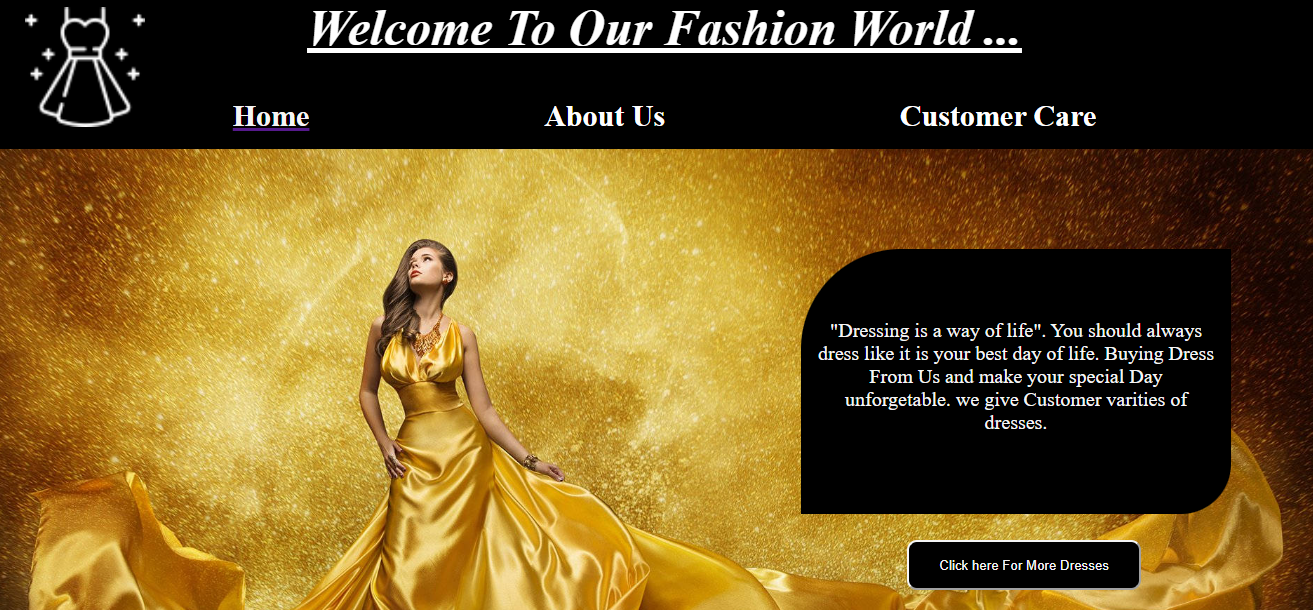 Welcome To Our Fashion World ...
Home
About Us
Customer Care
"Dressing is a way of life". You should always
dress like it is your best day of life. Buying Dress
From Us and make your special Day
unforgetable. we give Customer varities of
dresses.
Click here For More Dresses